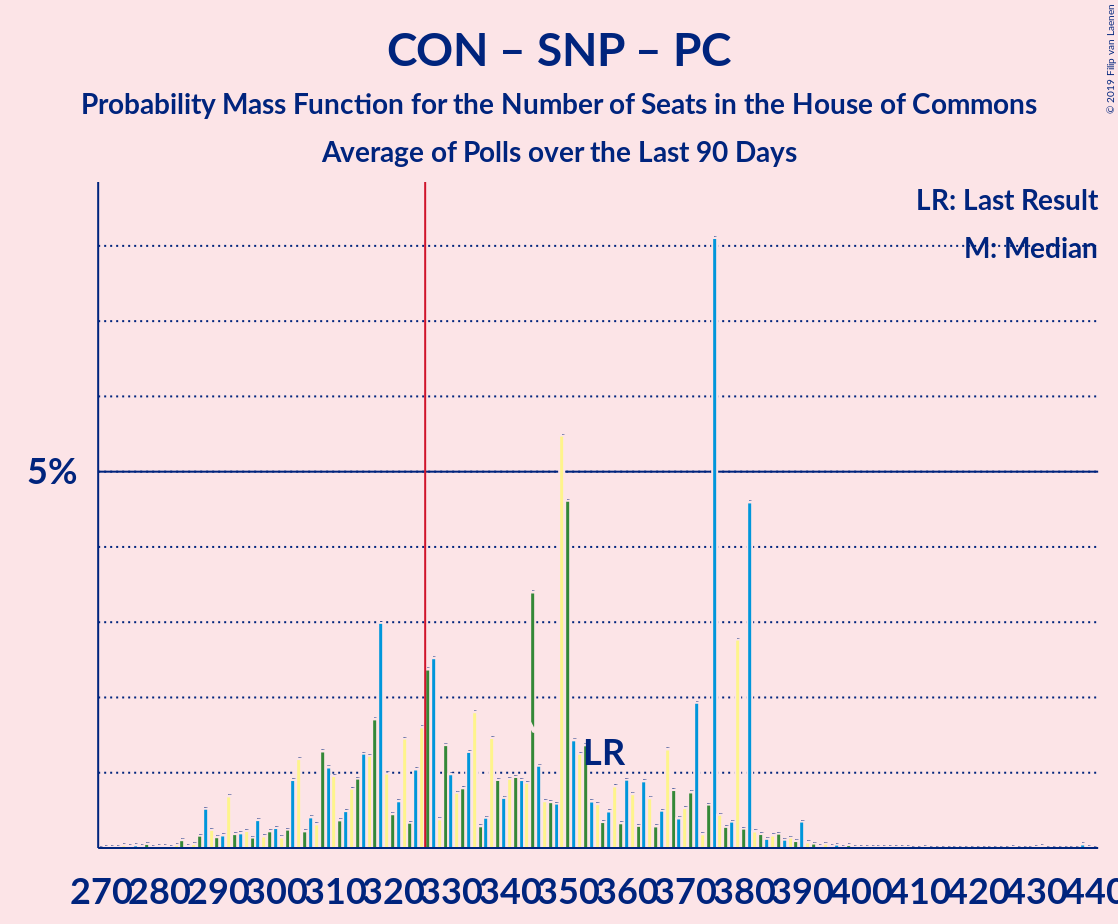 CON – SNP – PC
Probability Mass Function for the Number of Seats in the House of Commons
Average of Polls over the Last 90 Days
© 2019 Filip van Laenen
LR: Last Result
M: Median
5%
LR
270 280 290 300 310 320 330 340 350 360 370 380 390 400 410 420 430 440